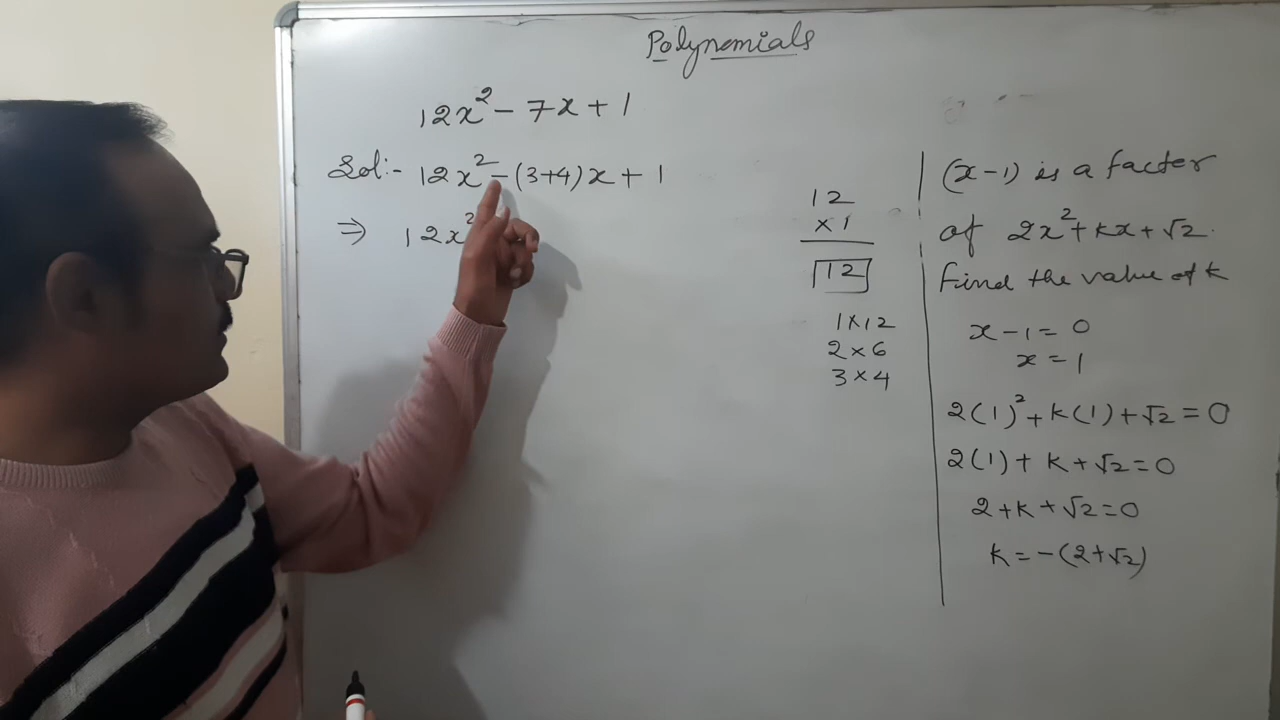 Polynemials
12x² - 7x + 1
Sol:- 12x² - (3+4)x + 1
⇒ 12x²
12
×1
12
1×12
2×6
3×4
(x-1) is a factor
of 2x² + kx + √2.
Find the value of k
x - 1 = 0
x = 1
2(1)² + k(1) + √2 = 0
2(1) + k + √2 = 0
2 + k + √2 = 0
k = -(2+√2)